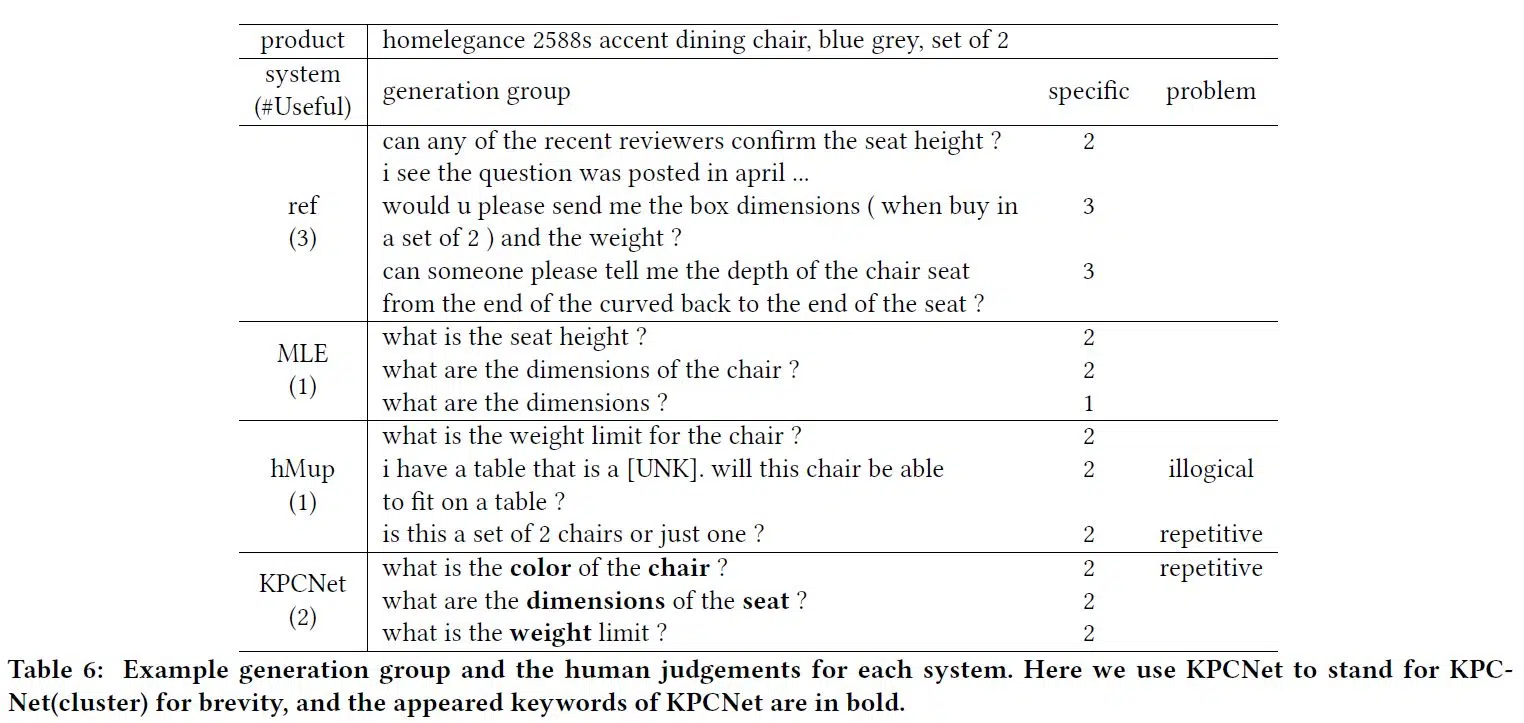 product homelegance 2588s accent dining chair, blue grey, set of 2
system
(#Useful) generation group specific problem
can any of the recent reviewers confirm the seat height ? 2
i see the question was posted in april ...
ref
(3)
would u please send me the box dimensions ( when buy in 3
a set of 2 ) and the weight ?
can someone please tell me the depth of the chair seat 3
from the end of the curved back to the end of the seat ?
MLE
(1)
what is the seat height ? 2
what are the dimensions of the chair ? 2
what are the dimensions ? 1
hMup
(1)
what is the weight limit for the chair ? 2
i have a table that is a [UNK]. will this chair be able 2 illogical
to fit on a table ?
is this a set of 2 chairs or just one ? 2 repetitive
KPCNet
(2)
what is the color of the chair ? 2 repetitive
what are the dimensions of the seat ? 2
what is the weight limit ? 2
Table 6: Example generation group and the human judgements for each system. Here we use KPCNet to stand for KPC-
Net(cluster) for brevity, and the appeared keywords of KPCNet are in bold.